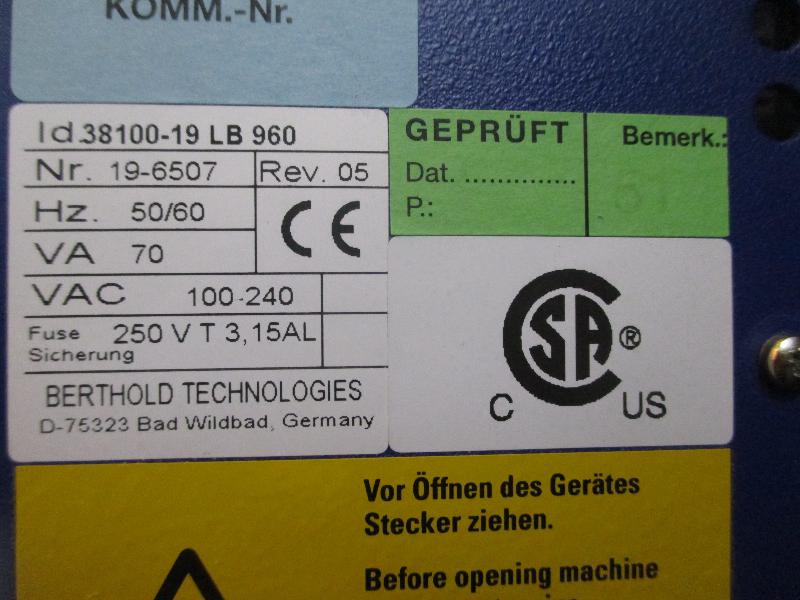 KOMM.-Nr.
Id.38100-19 LB 960
Nr. 19-6507
Rev. 05
Hz. 50/60
CE
VA 70
VAC 100-240
Fuse
Sicherung
250 V T 3,15AL
BERTHOLD TECHNOLOGIES
D-75323 Bad Wildbad, Germany
GEPRÜFT
Dat. ...............
P.:
Bemerk.:
CSA®
C US
Vor Öffnen des Gerätes
Stecker ziehen.
Before opening machine